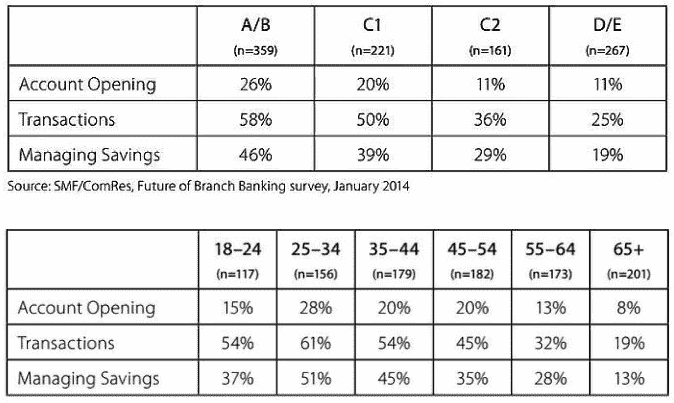 A/B C1 C2 D/E
(n=359) (n=221) (n=161) (n=267)
Account Opening 26% 20% 11% 11%
Transactions 58% 50% 36% 25%
Managing Savings 46% 39% 29% 19%
Source: SMF/ComRes, Future of Branch Banking survey, January 2014
18–24 25–34 35–44 45–54 55–64 65+
(n=117) (n=156) (n=179) (n=182) (n=173) (n=201)
Account Opening 15% 28% 20% 20% 13% 8%
Transactions 54% 61% 54% 45% 32% 19%
Managing Savings 37% 51% 45% 35% 28% 13%